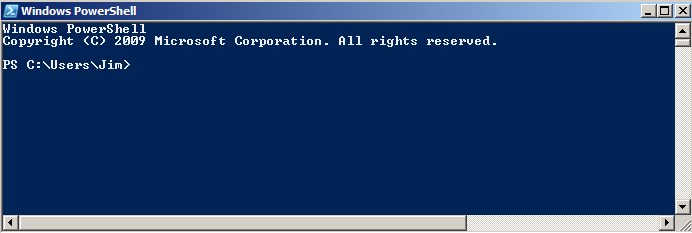 Windows PowerShell
Windows PowerShell
Copyright (C) 2009 Microsoft Corporation. All rights reserved.
PS C:\Users\Jim>